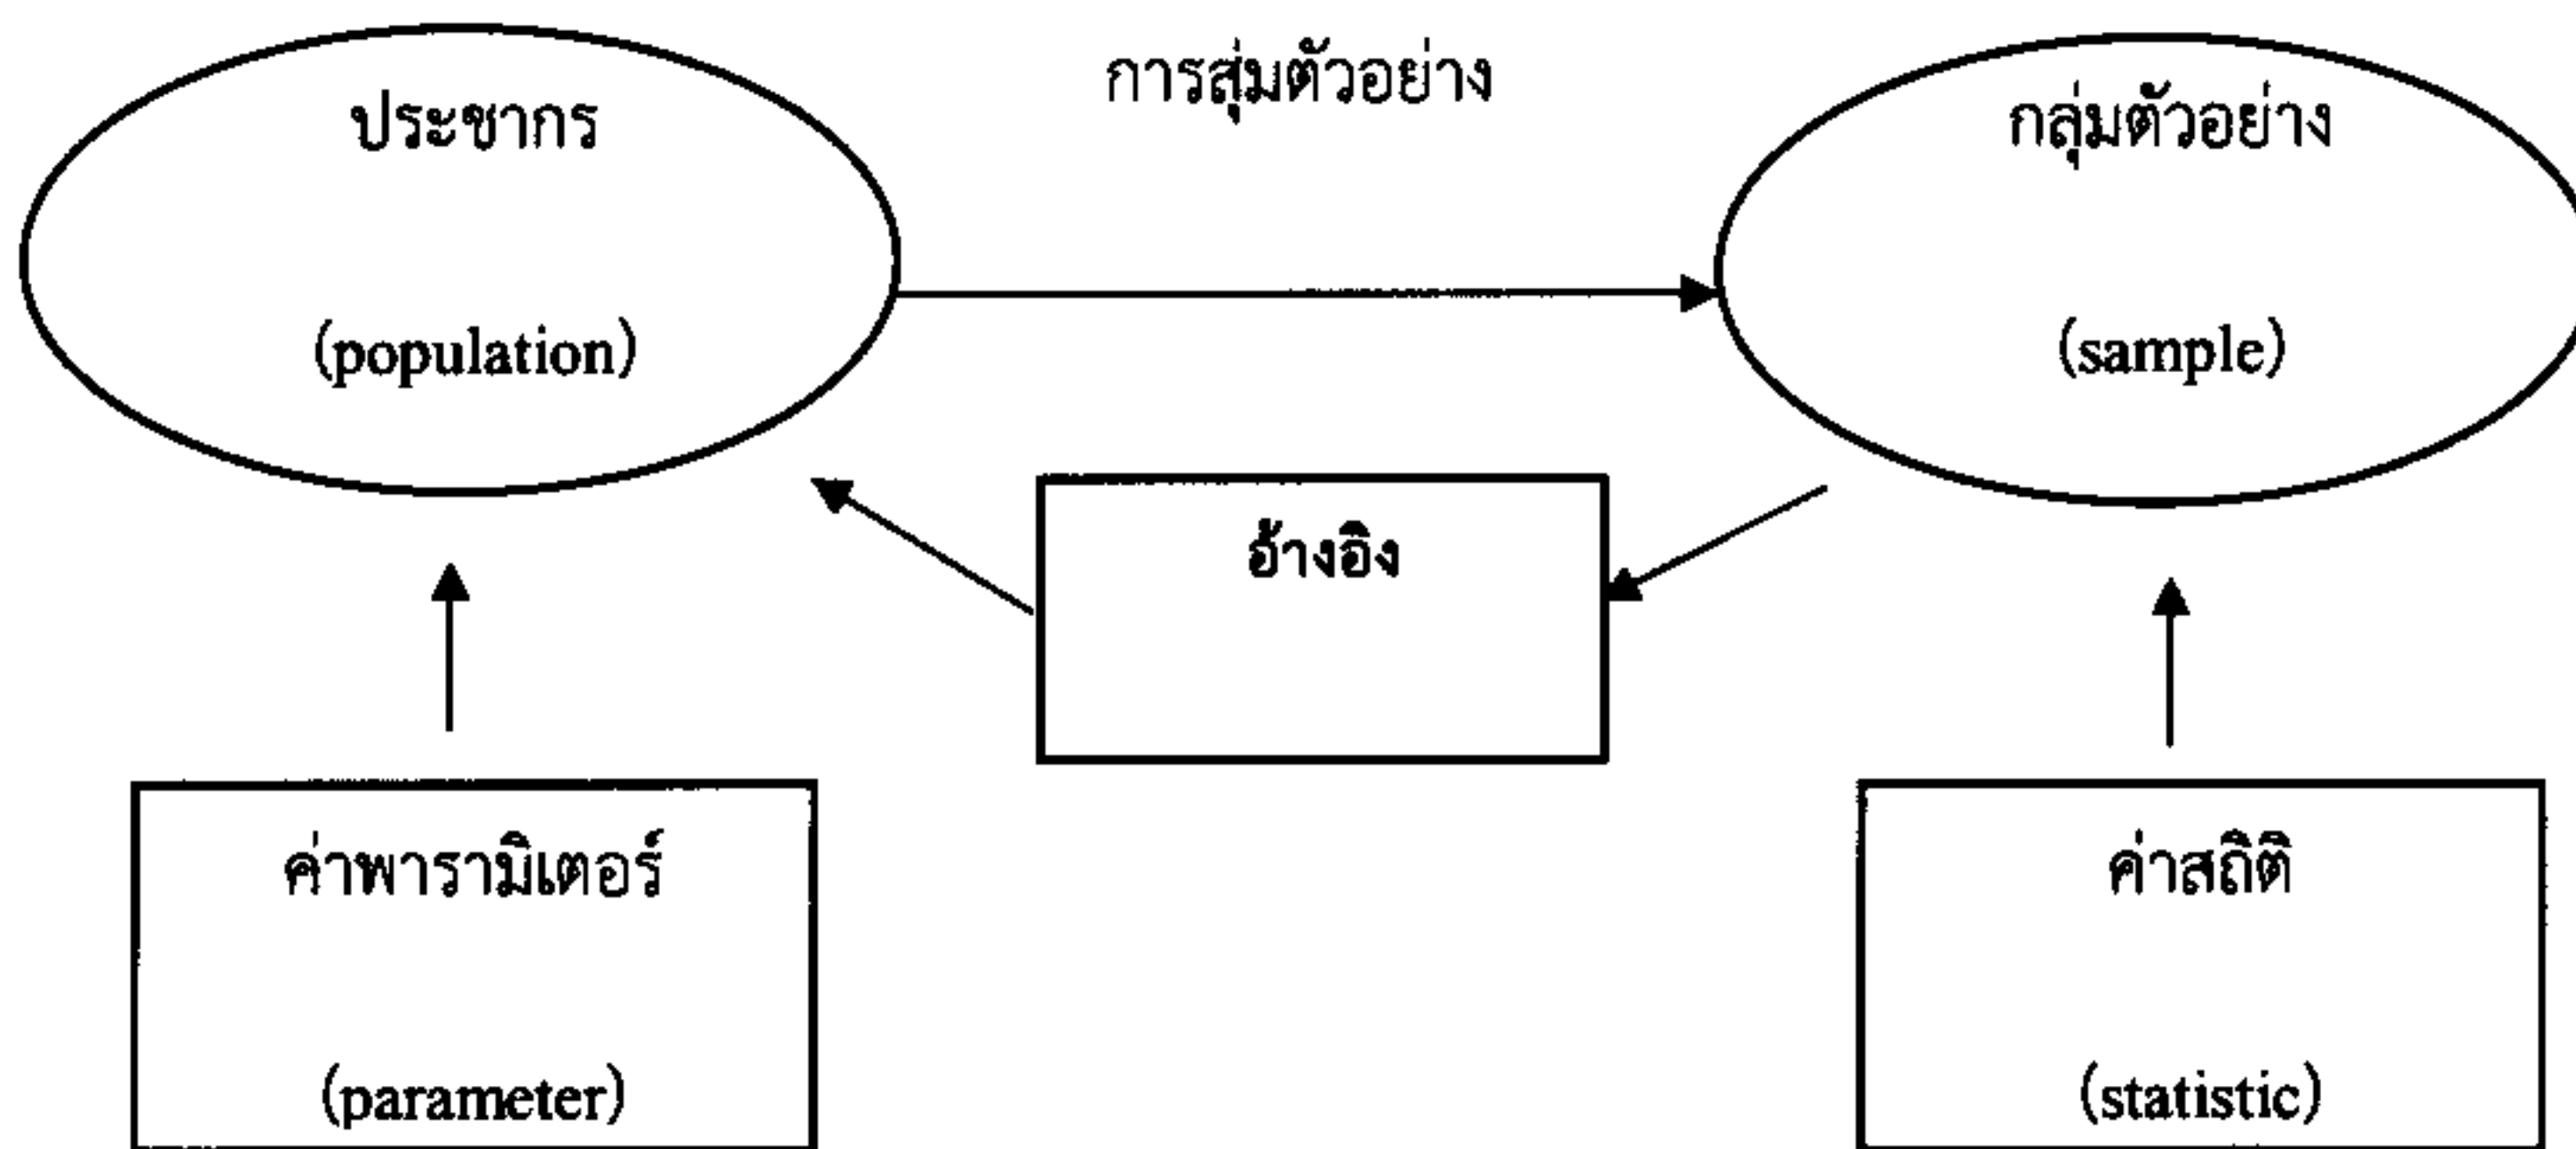 ประชากร
(population)
การสุ่มตัวอย่าง
กลุ่มตัวอย่าง
(sample)
อ้างอิง
ค่าพารามิเตอร์
(parameter)
ค่าสถิติ
(statistic)